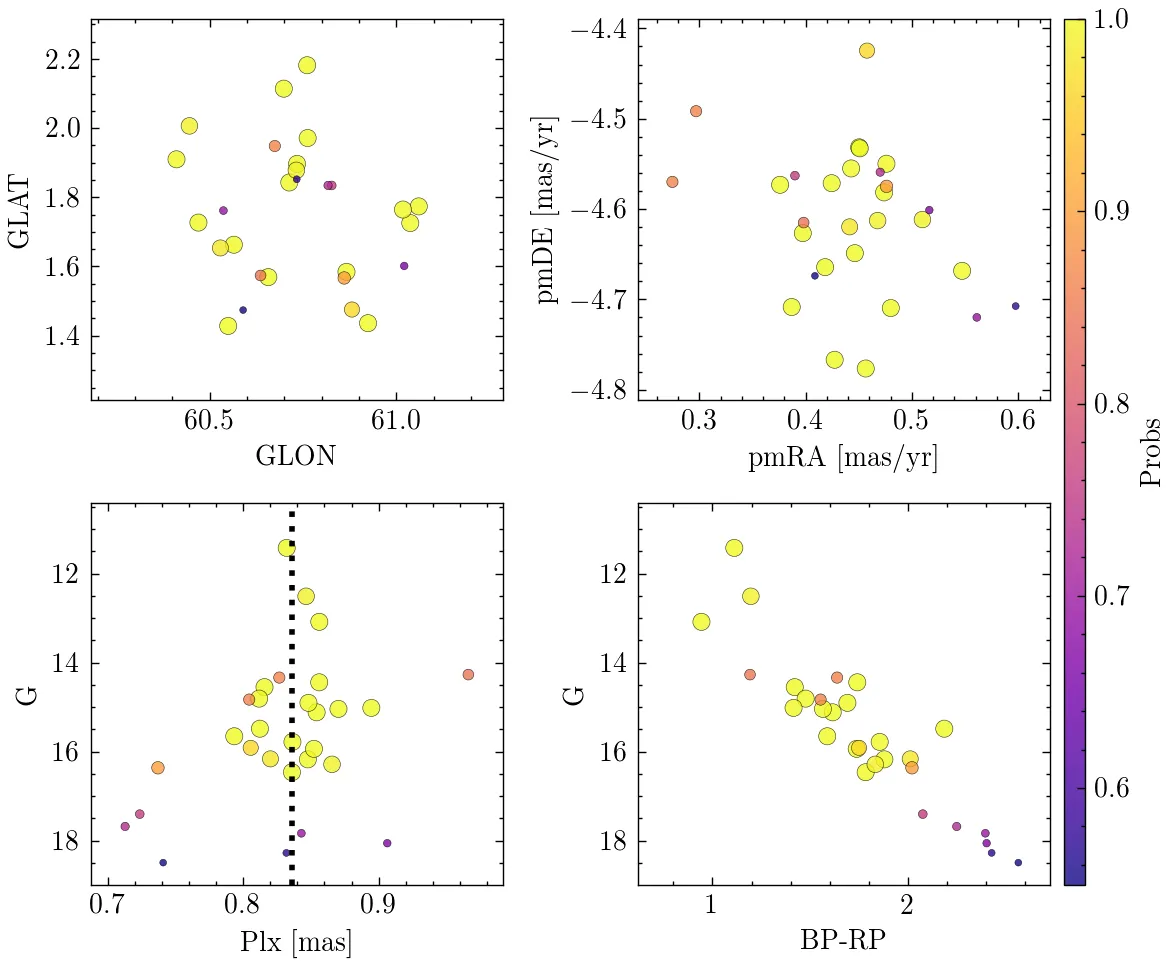 2.2
2.0
1.8
1.6
1.4
GLAT
60.5 61.0
GLON
−4.4
−4.5
−4.6
−4.7
−4.8
pmDE [mas/yr]
0.3 0.4 0.5 0.6
pmRA [mas/yr]
1.0
0.9
0.8
0.7
0.6
Probs
12
14
16
18
G
0.7 0.8 0.9
Plx [mas]
12
14
16
18
G
1 2
BP-RP